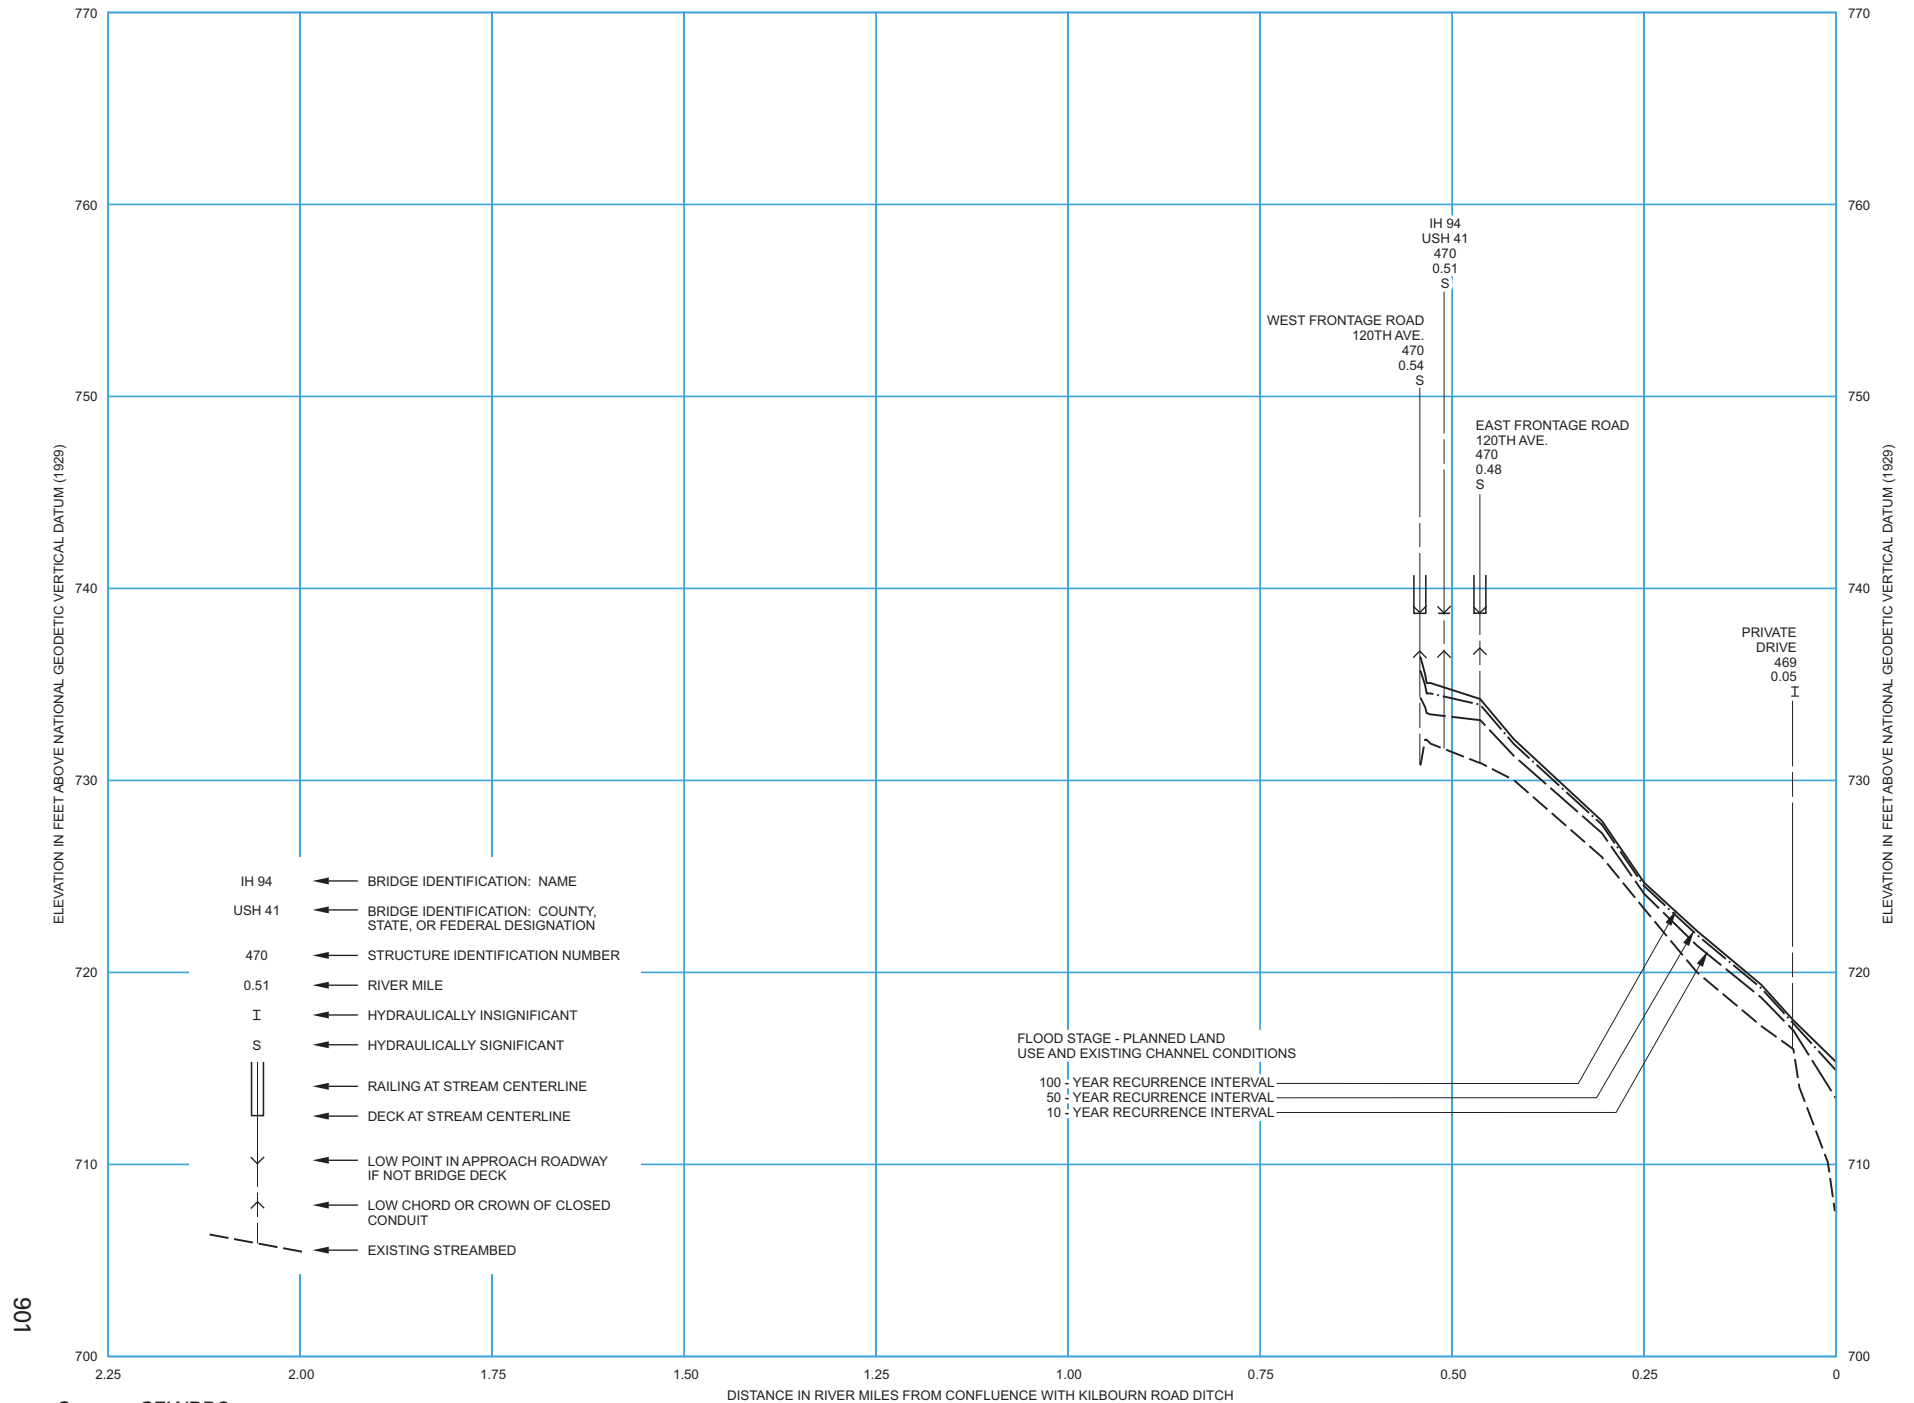 770
770
760
760
IH 94
USH 41
470
0.51
S
WEST FRONTAGE ROAD
120TH AVE.
470
0.54
S
750
750
EAST FRONTAGE ROAD
120TH AVE.
470
0.48
S
ELEVATION IN FEET ABOVE NATIONAL GEODETIC VERTICAL DATUM (1929)
ELEVATION IN FEET ABOVE NATIONAL GEODETIC VERTICAL DATUM (1929)
740
740
PRIVATE
DRIVE
469
0.05
I
730
730
IH 94
BRIDGE IDENTIFICATION: NAME
USH 41
BRIDGE IDENTIFICATION: COUNTY,
STATE, OR FEDERAL DESIGNATION
470
STRUCTURE IDENTIFICATION NUMBER
720
720
0.51
RIVER MILE
I
HYDRAULICALLY INSIGNIFICANT
S
HYDRAULICALLY SIGNIFICANT
RAILING AT STREAM CENTERLINE
DECK AT STREAM CENTERLINE
FLOOD STAGE - PLANNED LAND
USE AND EXISTING CHANNEL CONDITIONS
100 - YEAR RECURRENCE INTERVAL
50 - YEAR RECURRENCE INTERVAL
10 - YEAR RECURRENCE INTERVAL
710
710
LOW POINT IN APPROACH ROADWAY
IF NOT BRIDGE DECK
LOW CHORD OR CROWN OF CLOSED
CONDUIT
EXISTING STREAMBED
901
700
700
2.25
2.00
1.75
1.50
1.25
1.00
0.75
0.50
0.25
0
DISTANCE IN RIVER MILES FROM CONFLUENCE WITH KILBOURN ROAD DITCH